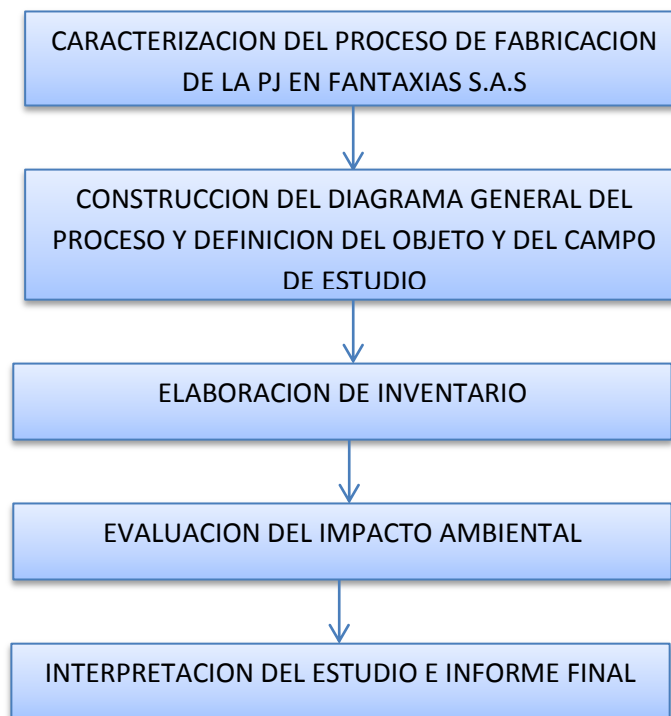 CARACTERIZACION DEL PROCESO DE FABRICACION
DE LA PJ EN FANTAXIAS S.A.S
CONSTRUCCION DEL DIAGRAMA GENERAL DEL
PROCESO Y DEFINICION DEL OBJETO Y DEL CAMPO
DE ESTUDIO
ELABORACION DE INVENTARIO
EVALUACION DEL IMPACTO AMBIENTAL
INTERPRETACION DEL ESTUDIO E INFORME FINAL